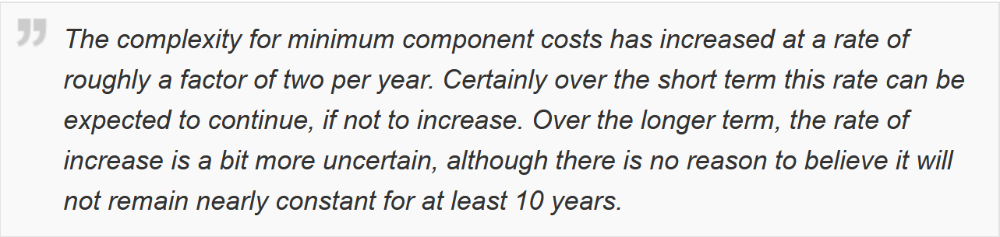 ”
The complexity for minimum component costs has increased at a rate of
roughly a factor of two per year. Certainly over the short term this rate can be
expected to continue, if not to increase. Over the longer term, the rate of
increase is a bit more uncertain, although there is no reason to believe it will
not remain nearly constant for at least 10 years.